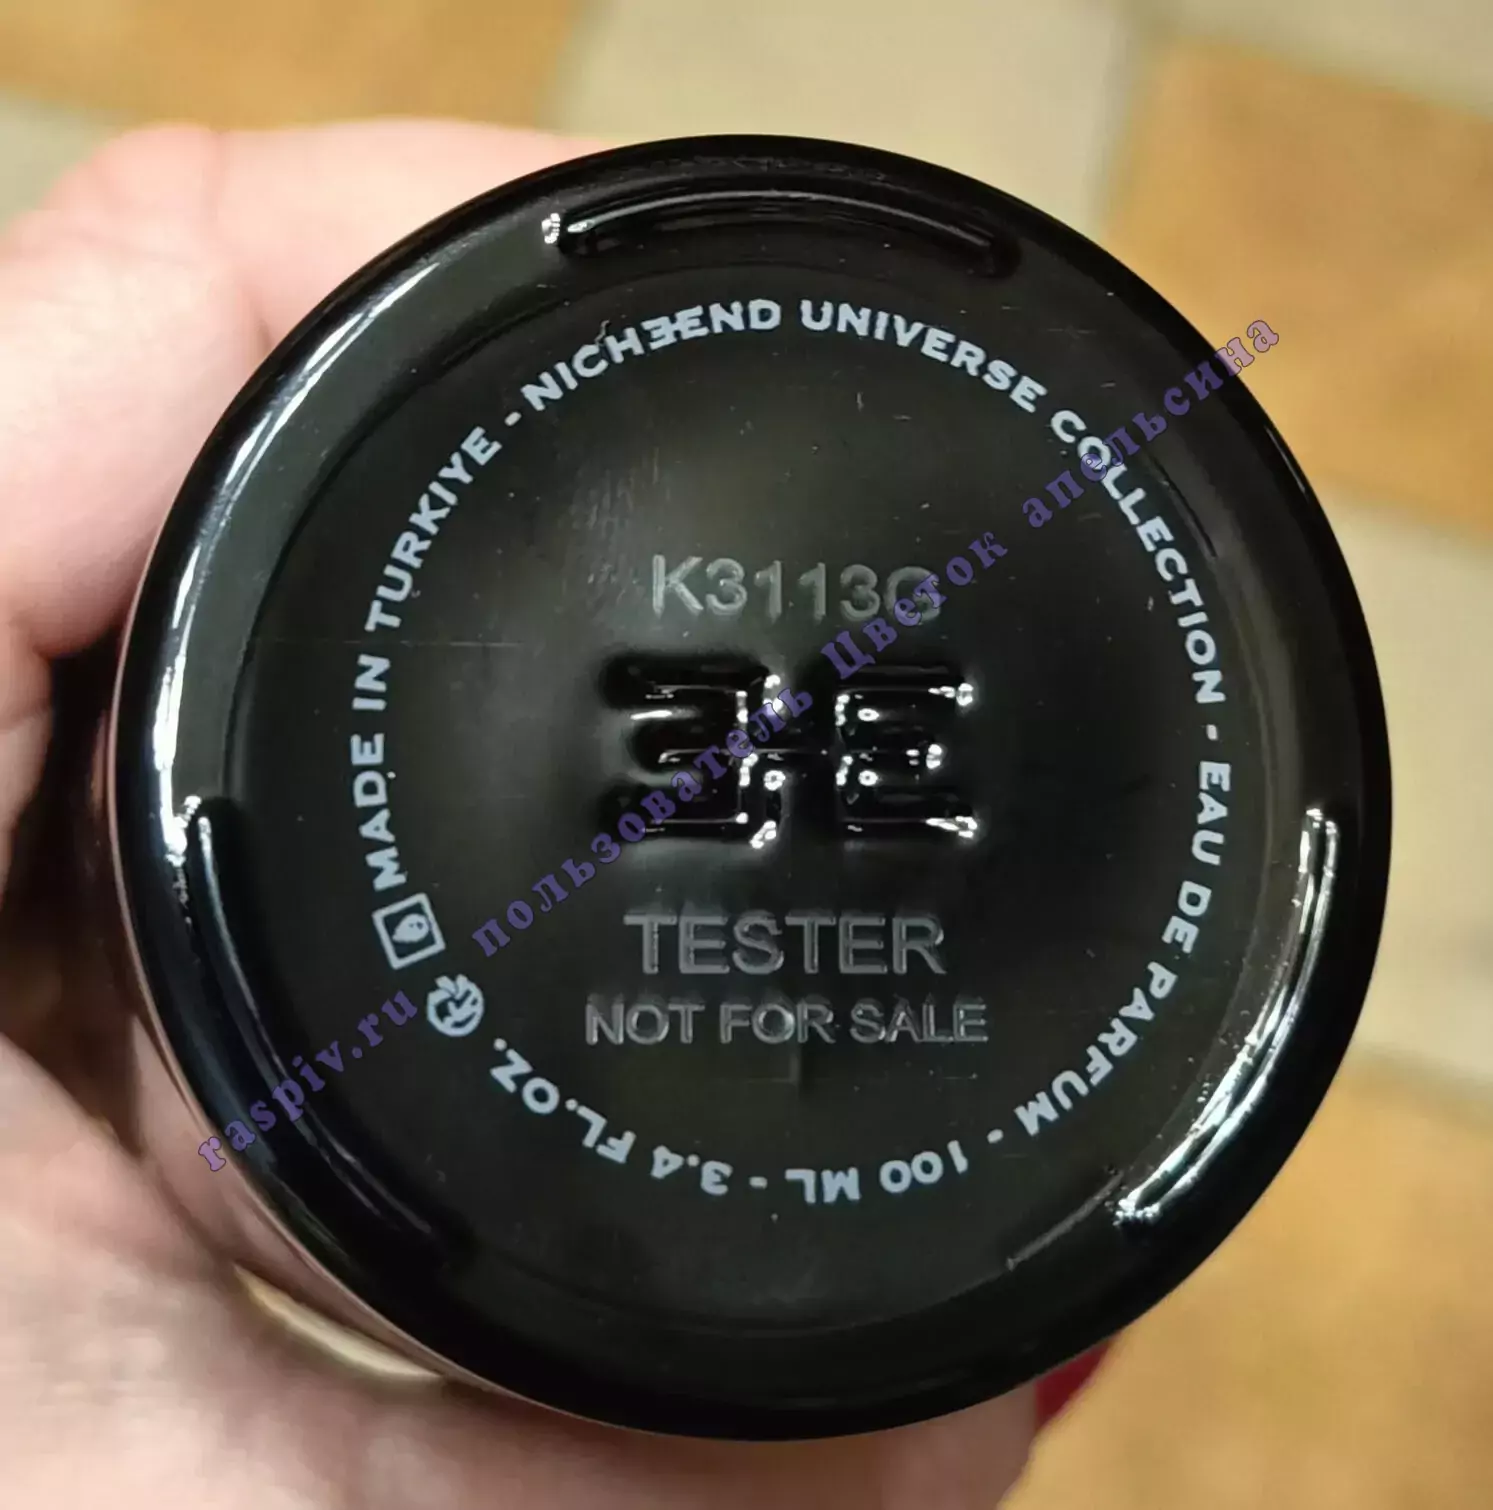 MADE IN TURKIYE - NICHEEND UNIVERSE COLLECTION - EAU DE PARFUM - 100 ML - 3.4 FL.OZ.
K3113G
TESTER
NOT FOR SALE
raspiv.ru пользователь Цветок апельсина